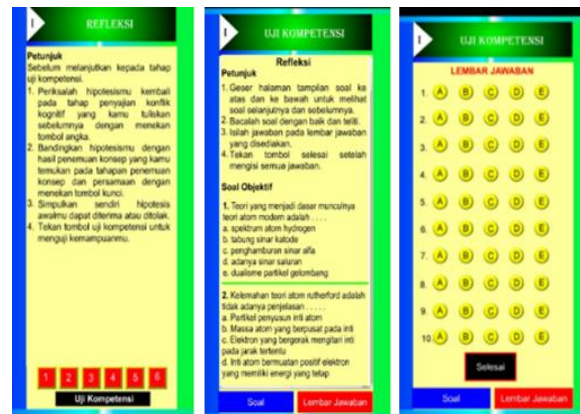 I
REFLEKSI
Petunjuk
Sebelum melanjutkan kepada tahap
uji kompetensi.
1. Periksalah hipotesismu kembali
pada tahap penyajian konflik
kognitif yang kamu tuliskan
sebelumnya dengan menekan
tombol angka.
2. Bandingkan hipotesismu dengan
hasil penemuan konsep yang kamu
temukan pada tahapan penemuan
konsep dan persamaan dengan
menekan tombol kunci.
3. Simpulkan sendiri hipotesis
awalmu dapat diterima atau ditolak.
4. Tekan tombol uji kompetensi untuk
menguji kemampuanmu.
1 2 3 4 5 6
Uji Kompetensi
I
UJI KOMPETENSI
Refleksi
Petunjuk
1. Geser halaman tampilan soal ke
atas dan ke bawah untuk melihat
soal selanjutnya dan sebelumnya.
2. Bacalah soal dengan baik dan teliti.
3. Isilah jawaban pada lembar jawaban
yang disediakan.
4. Tekan tombol selesai setelah
mengisi semua jawaban.
Soal Objektif
1. Teori yang menjadi dasar munculnya
teori atom modern adalah . . . .
a. spektrum atom hydrogen
b. tabung sinar katode
c. penghamburan sinar alfa
d. adanya sinar saluran
e. dualisme partikel gelombang
2. Kelemahan teori atom rutherford adalah
tidak adanya penjelasan . . . . .
a. Partikel penyusun inti atom
b. Massa atom yang berpusat pada inti
c. Elektron yang bergerak mengitari inti
pada jarak tertentu
d. Inti atom bermuatan positif elektron
yang memiliki energi yang tetap
Soal Lembar Jawaban
I
UJI KOMPETENSI
LEMBAR JAWABAN
1. A B C D E
2. A B C D E
3. A B C D E
4. A B C D E
5. A B C D E
6. A B C D E
7. A B C D E
8. A B C D E
9. A B C D E
10. A B C D E
Selesai
Soal Lembar Jawaban